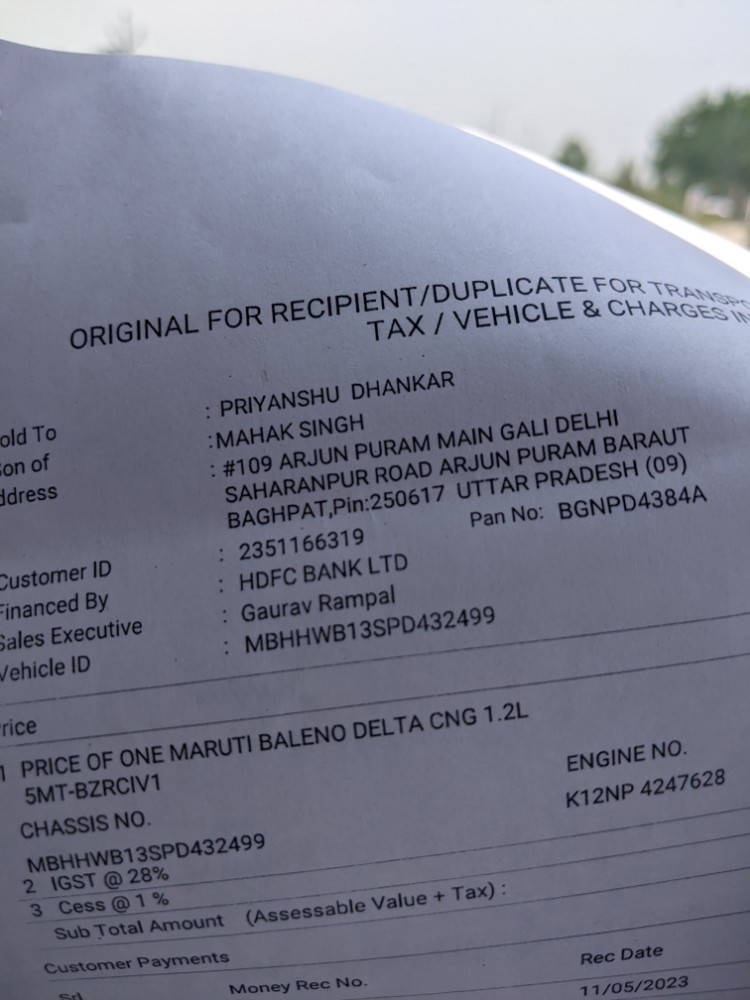 ORIGINAL FOR RECIPIENT/DUPLICATE FOR
TAX / VEHICLE & CHARGES
old To : PRIYANSHU DHANKAR
on of :MAHAK SINGH
ddress : #109 ARJUN PURAM MAIN GALI DELHI
SAHARANPUR ROAD ARJUN PURAM BARAUT
BAGHPAT,Pin:250617 UTTAR PRADESH (09)
Pan No: BGNPD4384A
Customer ID : 2351166319
Financed By : HDFC BANK LTD
Sales Executive : Gaurav Rampal
Vehicle ID : MBHHWB13SPD432499
rice
1 PRICE OF ONE MARUTI BALENO DELTA CNG 1.2L
5MT-BZRCIV1
CHASSIS NO. ENGINE NO.
MBHHWB13SPD432499 K12NP 4247628
2 IGST @ 28%
3 Cess @ 1 %
Sub Total Amount (Assessable Value + Tax) :
Customer Payments
Srl Money Rec No. Rec Date
11/05/2023